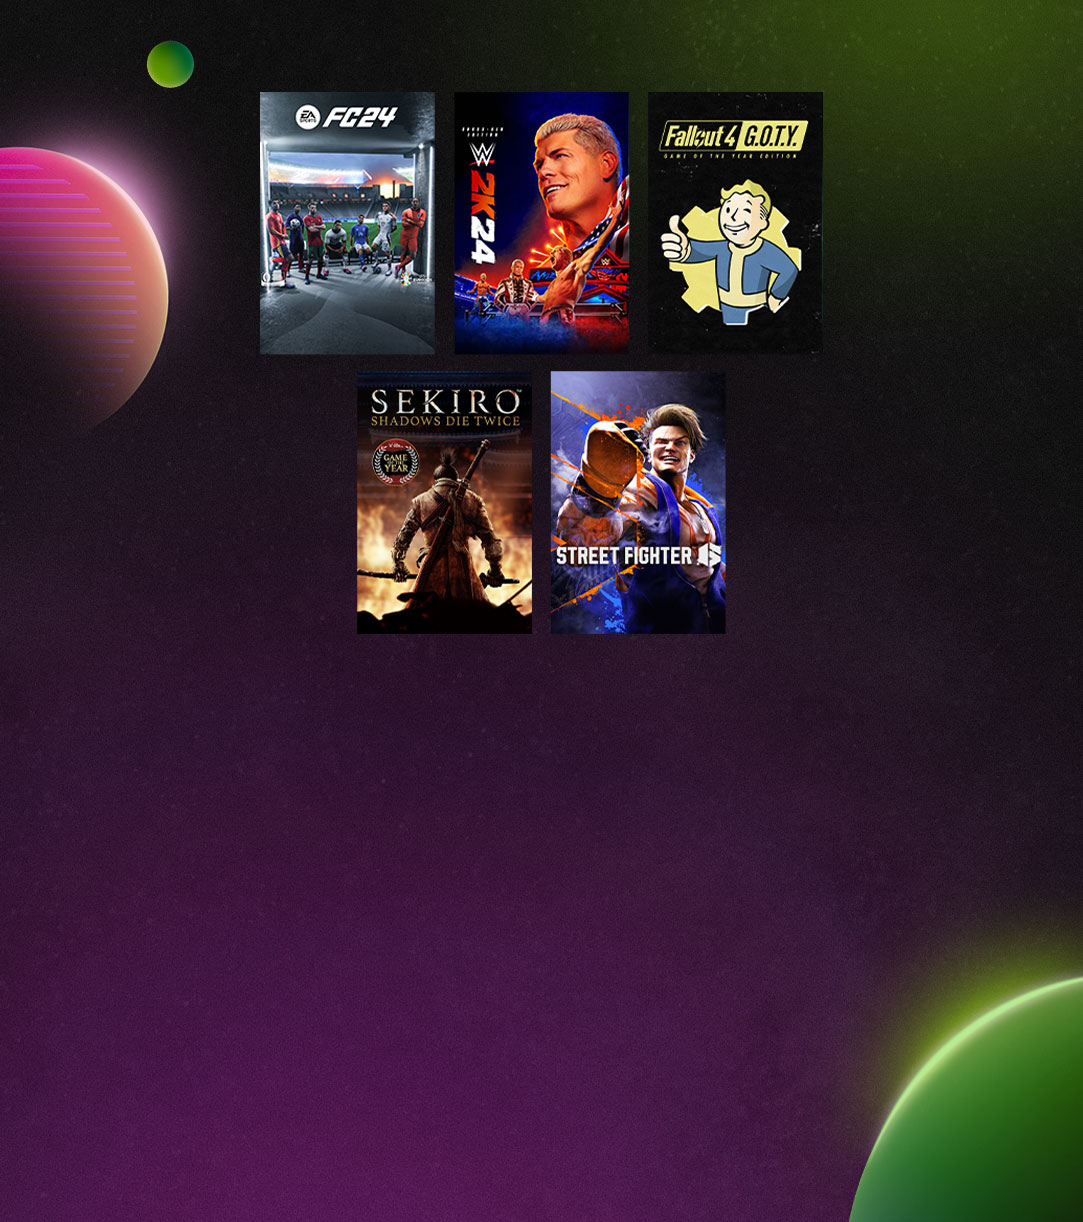 EA
SPORTS
FC24
CROSS-GEN
EDITION
W
2K24
Fallout 4 G.O.T.Y.
GAME OF THE YEAR EDITION
SEKIRO
SHADOWS DIE TWICE
GAME
OF THE
YEAR
STREET FIGHTER 6